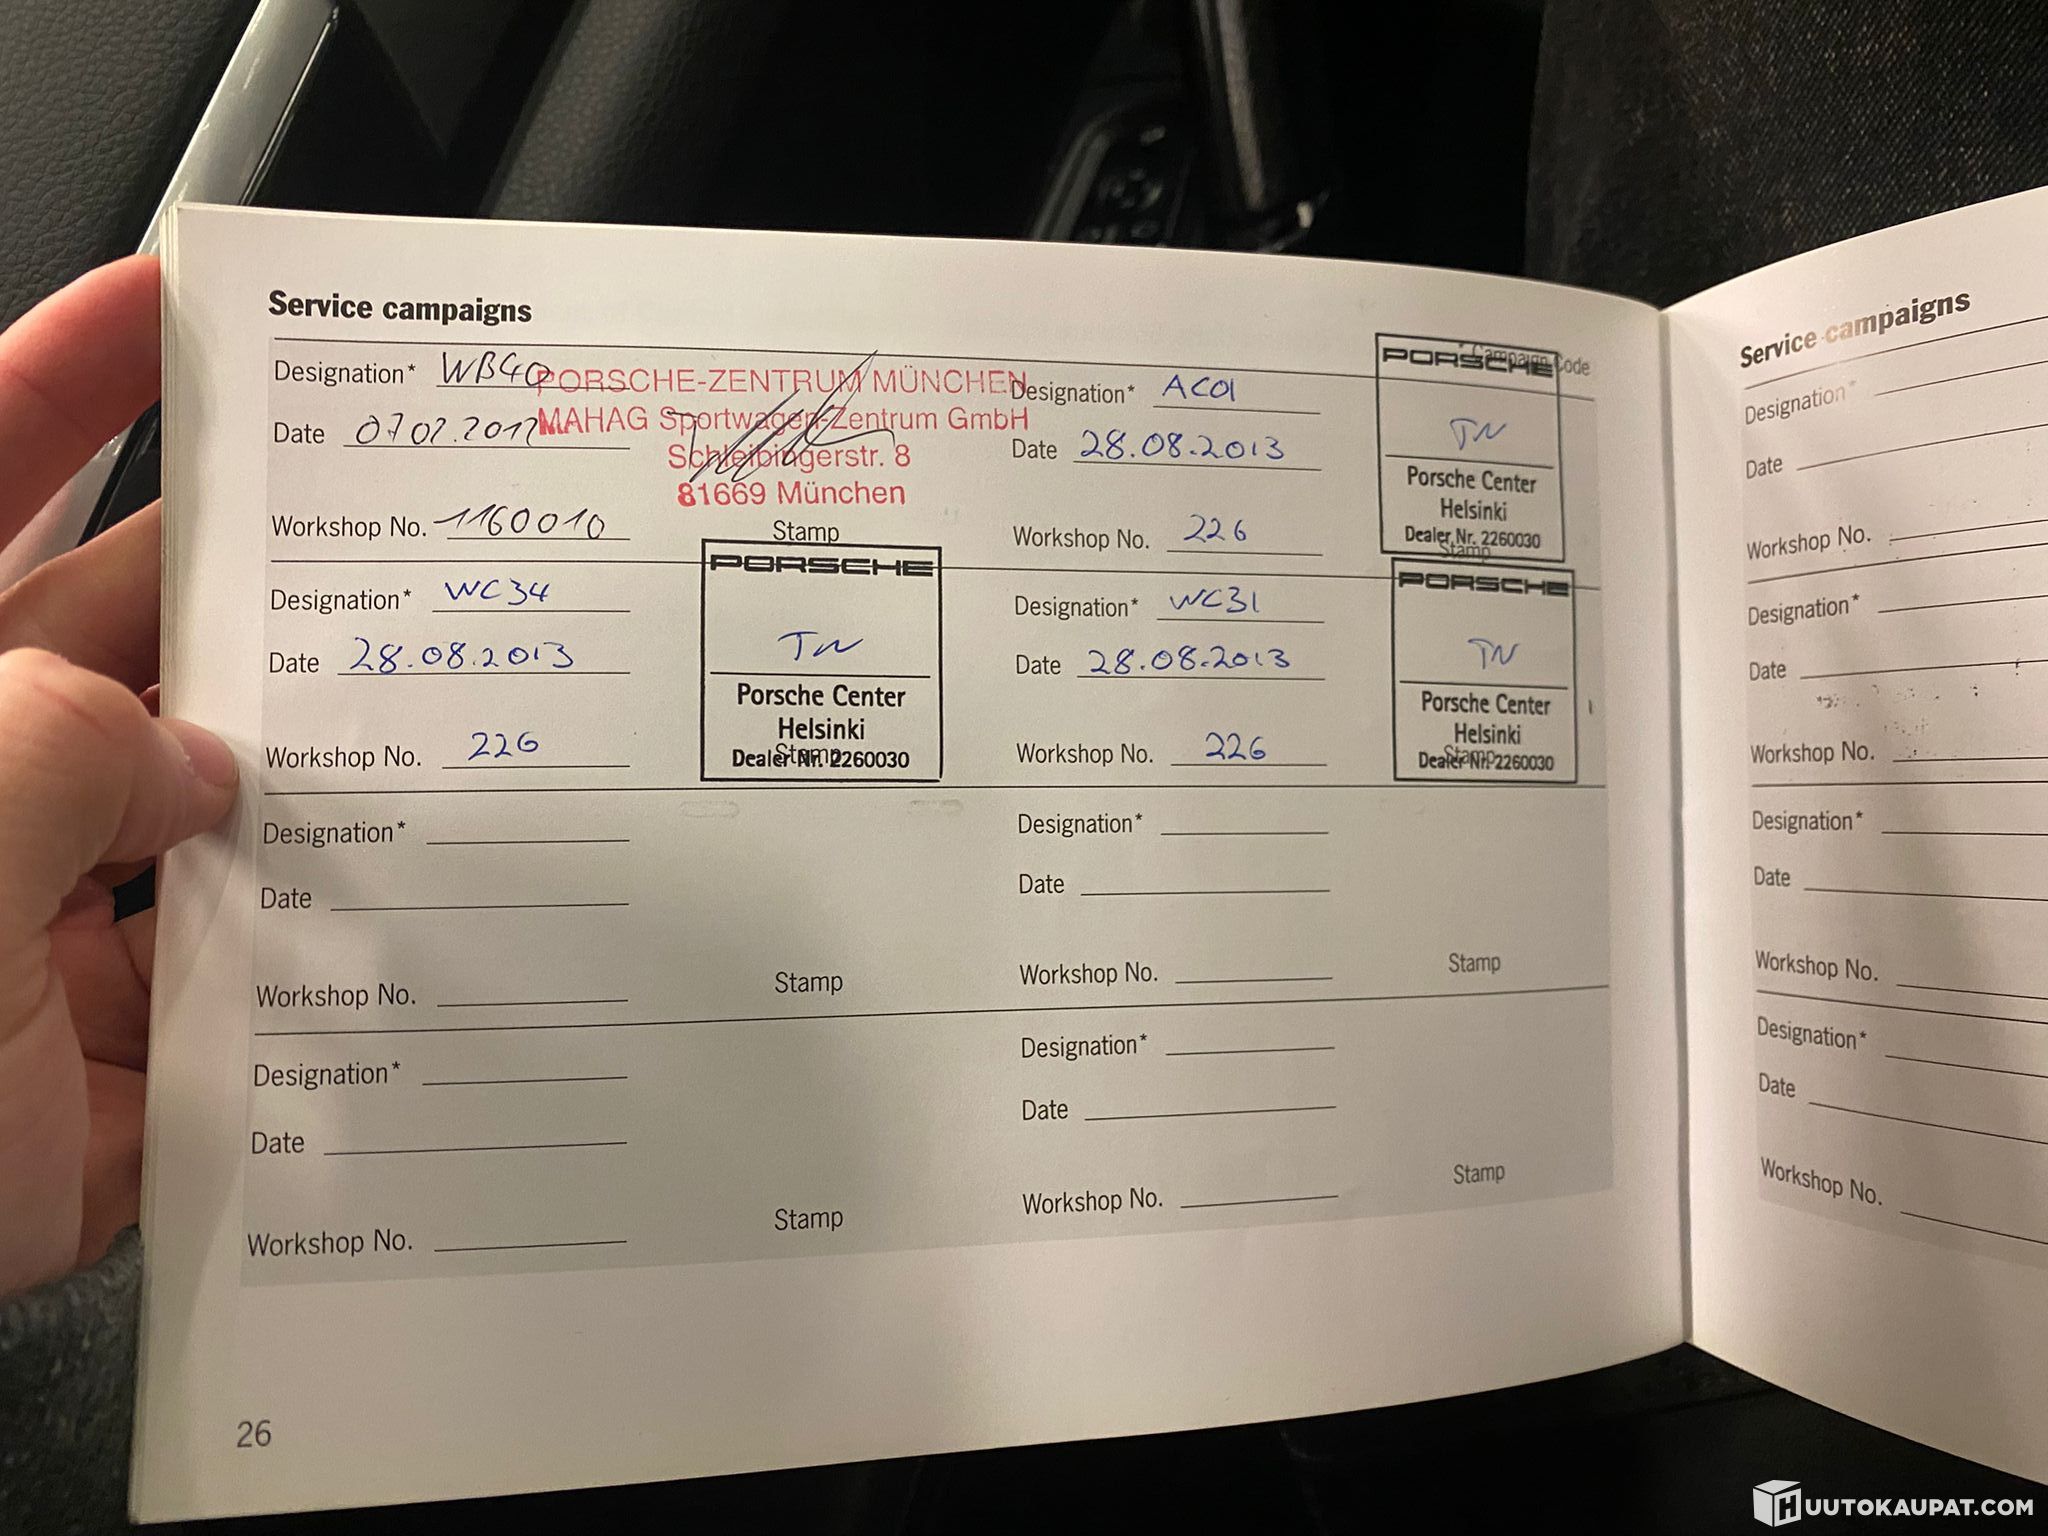 Service campaigns
* Campaign Code
Designation* WB40
Date 07.02.2012
Workshop No. 1160010
PORSCHE-ZENTRUM MÜNCHEN
MAHAG Sportwagen-Zentrum GmbH
Schleibingerstr. 8
81669 München
Stamp
Designation* AC01
Date 28.08.2013
Workshop No. 226
PORSCHE
TN
Porsche Center
Helsinki
Dealer Nr. 2260030
Stamp
Designation* WC34
Date 28.08.2013
Workshop No. 226
PORSCHE
TN
Porsche Center
Helsinki
Dealer Nr. 2260030
Stamp
Designation* WC31
Date 28.08.2013
Workshop No. 226
PORSCHE
TN
Porsche Center
Helsinki
Dealer Nr. 2260030
Stamp
Designation*
Date
Workshop No.
Stamp
Designation*
Date
Workshop No.
Stamp
Designation*
Date
Workshop No.
Stamp
Designation*
Date
Workshop No.
Stamp
26
Service campaigns
Designation*
Date
Workshop No.
Designation*
Date
Workshop No.
Designation*
Date
Workshop No.
Designation*
Date
Workshop No.
HUUTOKAUPAT.COM